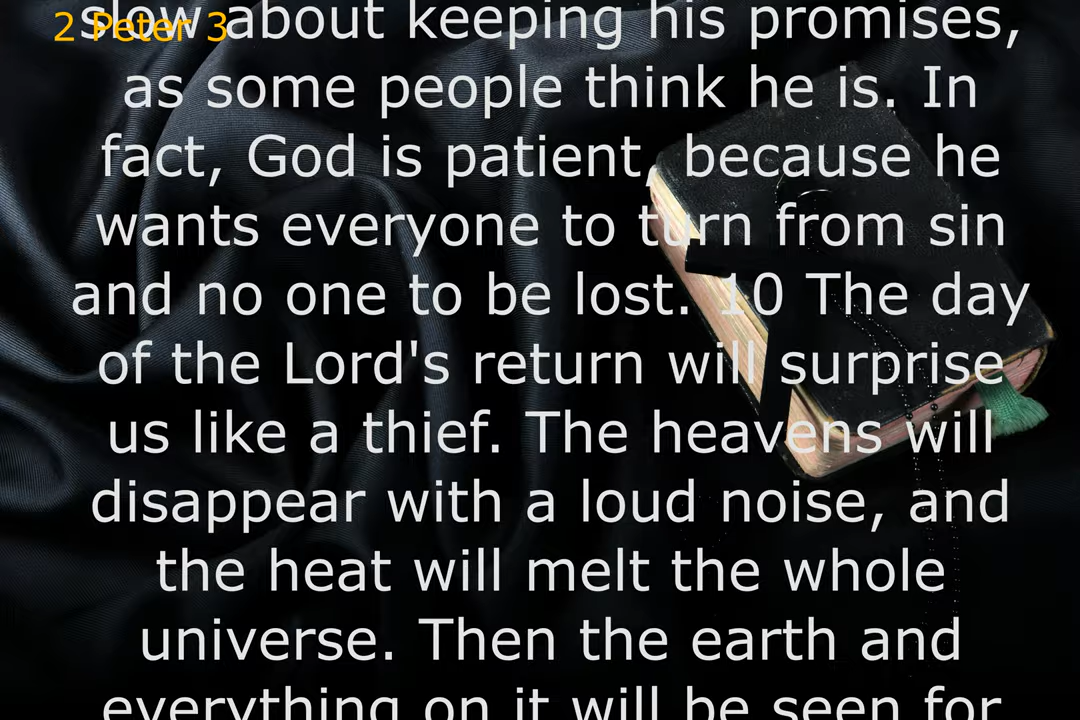 2 Peter 3
slow about keeping his promises,
as some people think he is. In
fact, God is patient, because he
wants everyone to turn from sin
and no one to be lost. 10 The day
of the Lord's return will surprise
us like a thief. The heavens will
disappear with a loud noise, and
the heat will melt the whole
universe. Then the earth and
everything on it will be seen for